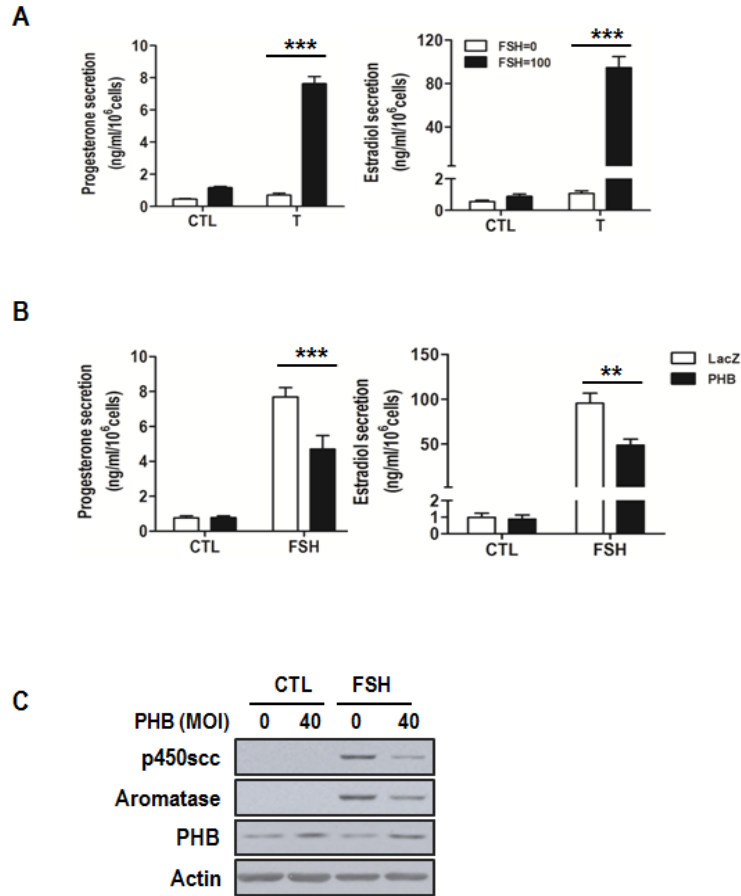 A
Progesterone secretion
(ng/ml/10⁶cells)
10
8
6
4
2
0
CTL
T
***
Estradiol secretion
(ng/ml/10⁶cells)
120
80
40
2
0
CTL
T
***
FSH=0
FSH=100
B
Progesterone secretion
(ng/ml/10⁶cells)
10
8
6
4
2
0
CTL
FSH
***
Estradiol secretion
(ng/ml/10⁶cells)
150
100
50
2
1
0
CTL
FSH
**
LacZ
PHB
C
CTL FSH
PHB (MOI) 0 40 0 40
p450scc
Aromatase
PHB
Actin